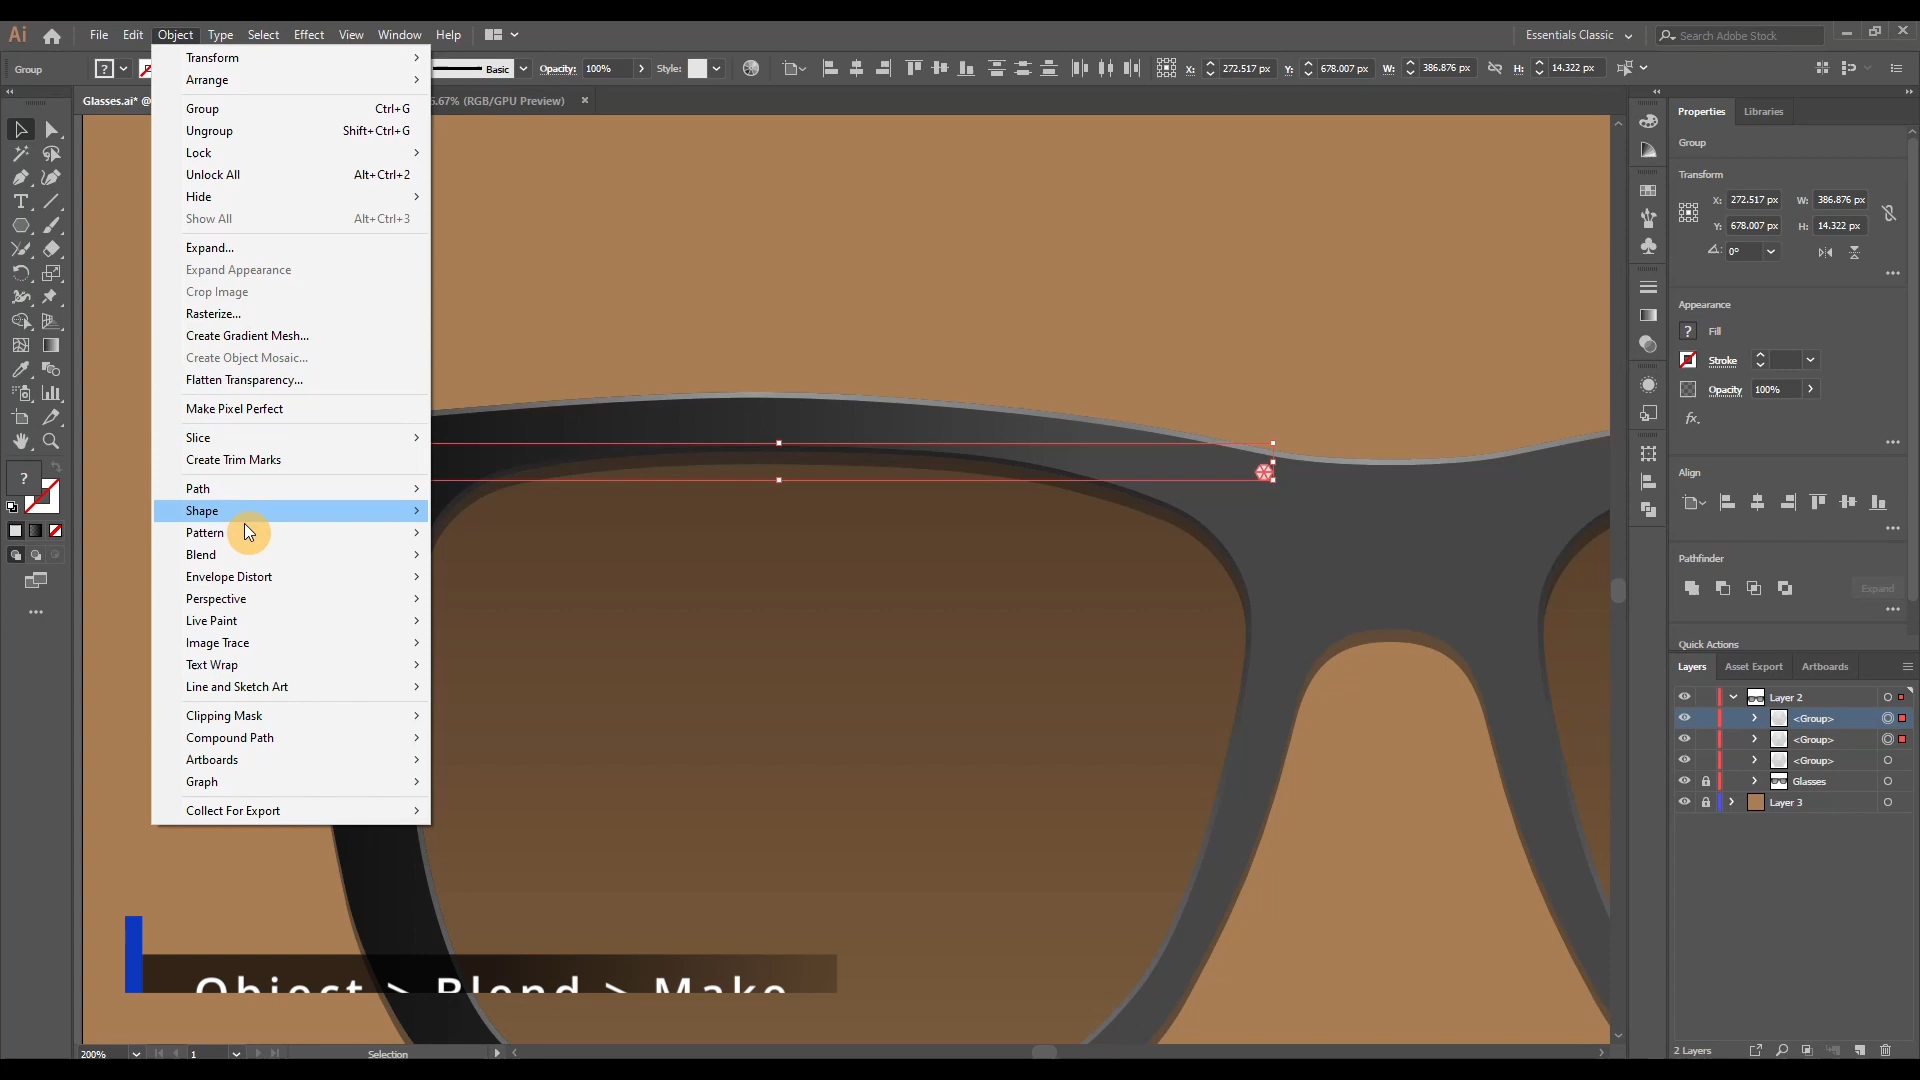 Ai File Edit Object Type Select Effect View Window Help Essentials Classic Search Adobe Stock
Group ? Basic Opacity: 100% Style: X: 272.517 px Y: 678.007 px W: 386.876 px H: 14.322 px
Glasses.ai* @ 6.67% (RGB/GPU Preview) ×
Transform
Arrange
Group Ctrl+G
Ungroup Shift+Ctrl+G
Lock
Unlock All Alt+Ctrl+2
Hide
Show All Alt+Ctrl+3
Expand...
Expand Appearance
Crop Image
Rasterize...
Create Gradient Mesh...
Create Object Mosaic...
Flatten Transparency...
Make Pixel Perfect
Slice
Create Trim Marks
Path
Shape
Pattern
Blend
Envelope Distort
Perspective
Live Paint
Image Trace
Text Wrap
Line and Sketch Art
Clipping Mask
Compound Path
Artboards
Graph
Collect For Export
?
Object > Blend > Make
200% 1 Selection
Properties Libraries
Group
Transform
X: 272.517 px W: 386.876 px
Y: 678.007 px H: 14.322 px
0°
Appearance
? Fill
Stroke
Opacity 100%
fx.
Align
Pathfinder
Expand
Quick Actions
Layers Asset Export Artboards
Layer 2
<Group>
<Group>
<Group>
Glasses
Layer 3
2 Layers